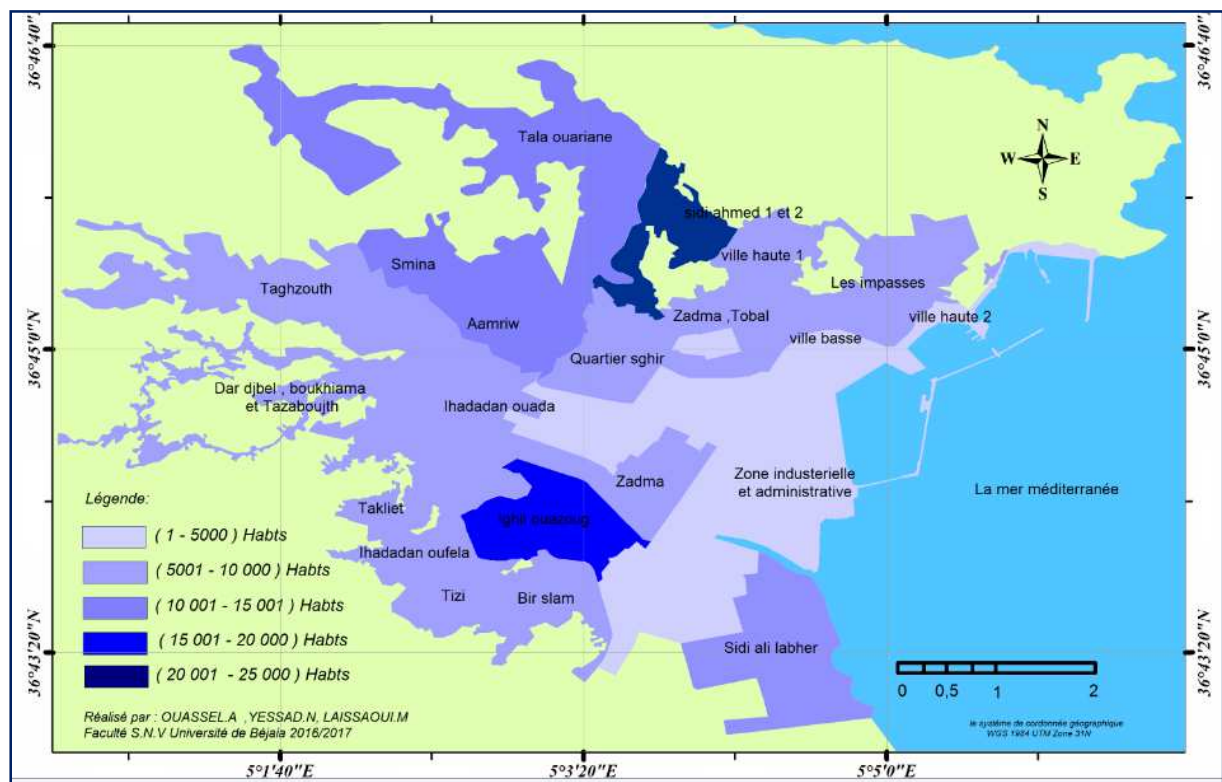 36°46'40"N
36°46'40"N
N
W
E
S
Tala ouariane
sidi-ahmed 1 et 2
ville haute 1
Smina
Taghzouth
Les impasses
Aamriw
Zadma ,Tobal
ville haute 2
ville basse
36°45'0"N
36°45'0"N
Quartier sghir
Dar djbel , boukhiama
et Tazaboujth
Ihadadan ouada
Zadma
Zone industerielle
et administrative
La mer méditerranée
Takliet
Ighil ouazoug
Ihadadan oufela
Tizi
Bir slam
Sidi ali labher
36°43'20"N
36°43'20"N
Légende:
( 1 - 5000 ) Habts
( 5001 - 10 000 ) Habts
( 10 001 - 15 001 ) Habts
( 15 001 - 20 000 ) Habts
( 20 001 - 25 000 ) Habts
Réalisé par : OUASSEL.A ,YESSAD.N, LAISSAOUI.M
Faculté S.N.V Université de Béjaia 2016/2017
0 0,5 1 2
le système de cordonnée géographique
WGS 1984 UTM Zone 31N
5°1'40"E
5°3'20"E
5°5'0"E